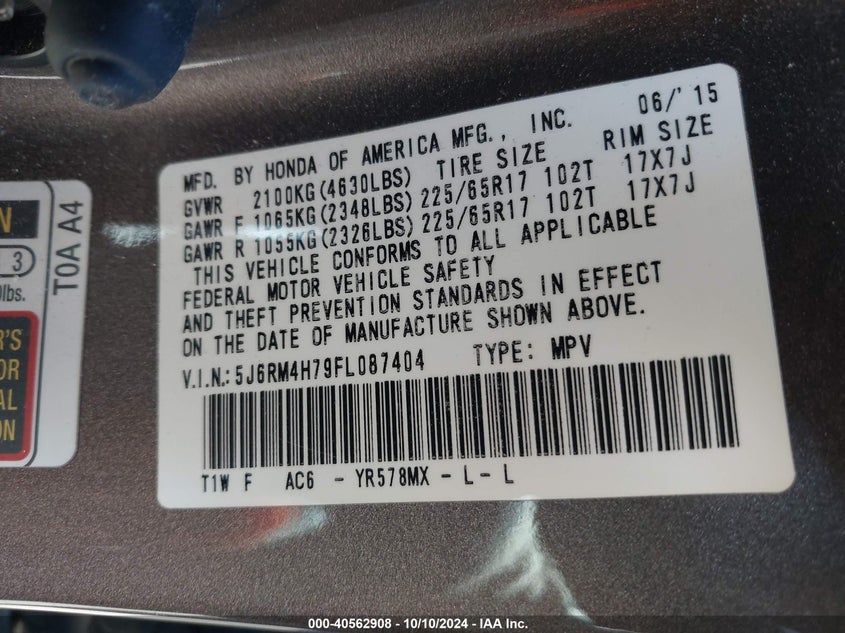 MFD. BY HONDA OF AMERICA MFG., INC. 06/'15
GVWR 2100KG(4630LBS) TIRE SIZE RIM SIZE
GAWR F 1065KG(2348LBS) 225/65R17 102T 17X7J
GAWR R 1055KG(2326LBS) 225/65R17 102T 17X7J
THIS VEHICLE CONFORMS TO ALL APPLICABLE
FEDERAL MOTOR VEHICLE SAFETY
AND THEFT PREVENTION STANDARDS IN EFFECT
ON THE DATE OF MANUFACTURE SHOWN ABOVE.
V.I.N.: 5J6RM4H79FL087404 TYPE: MPV
T1W F AC6 - YR578MX - L - L
T0A A4
3
lbs.
000-40562908 - 10/10/2024 - IAA Inc.